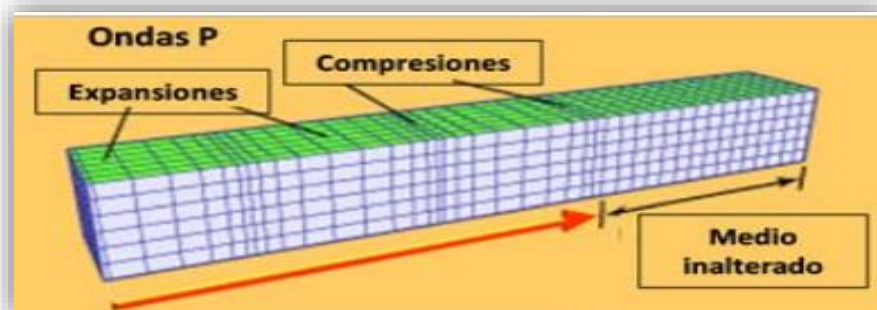 Ondas P
Compresiones
Expansiones
Medio
inalterado